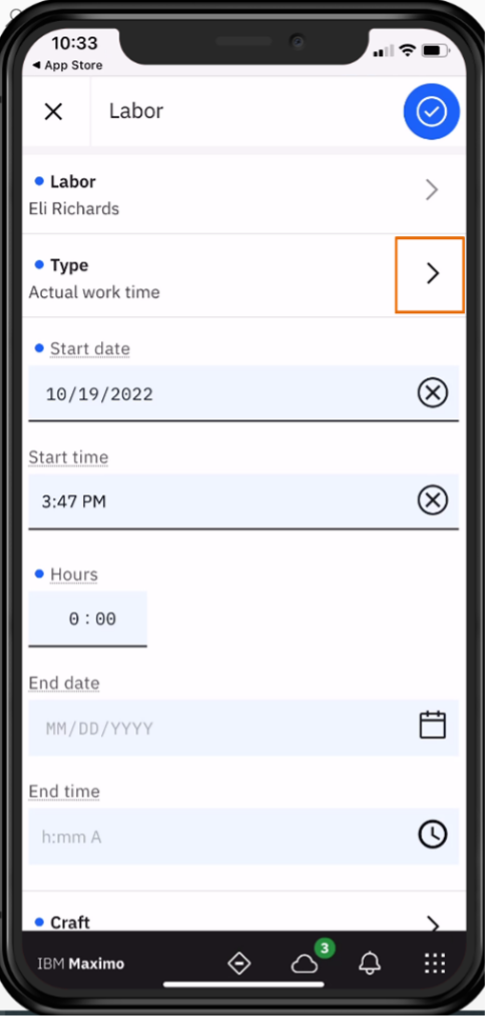 10:33
◄ App Store
Labor
Labor
Eli Richards
Type
Actual work time
Start date
10/19/2022
Start time
3:47 PM
Hours
0:00
End date
MM/DD/YYYY
End time
h:mm A
Craft
IBM Maximo
3